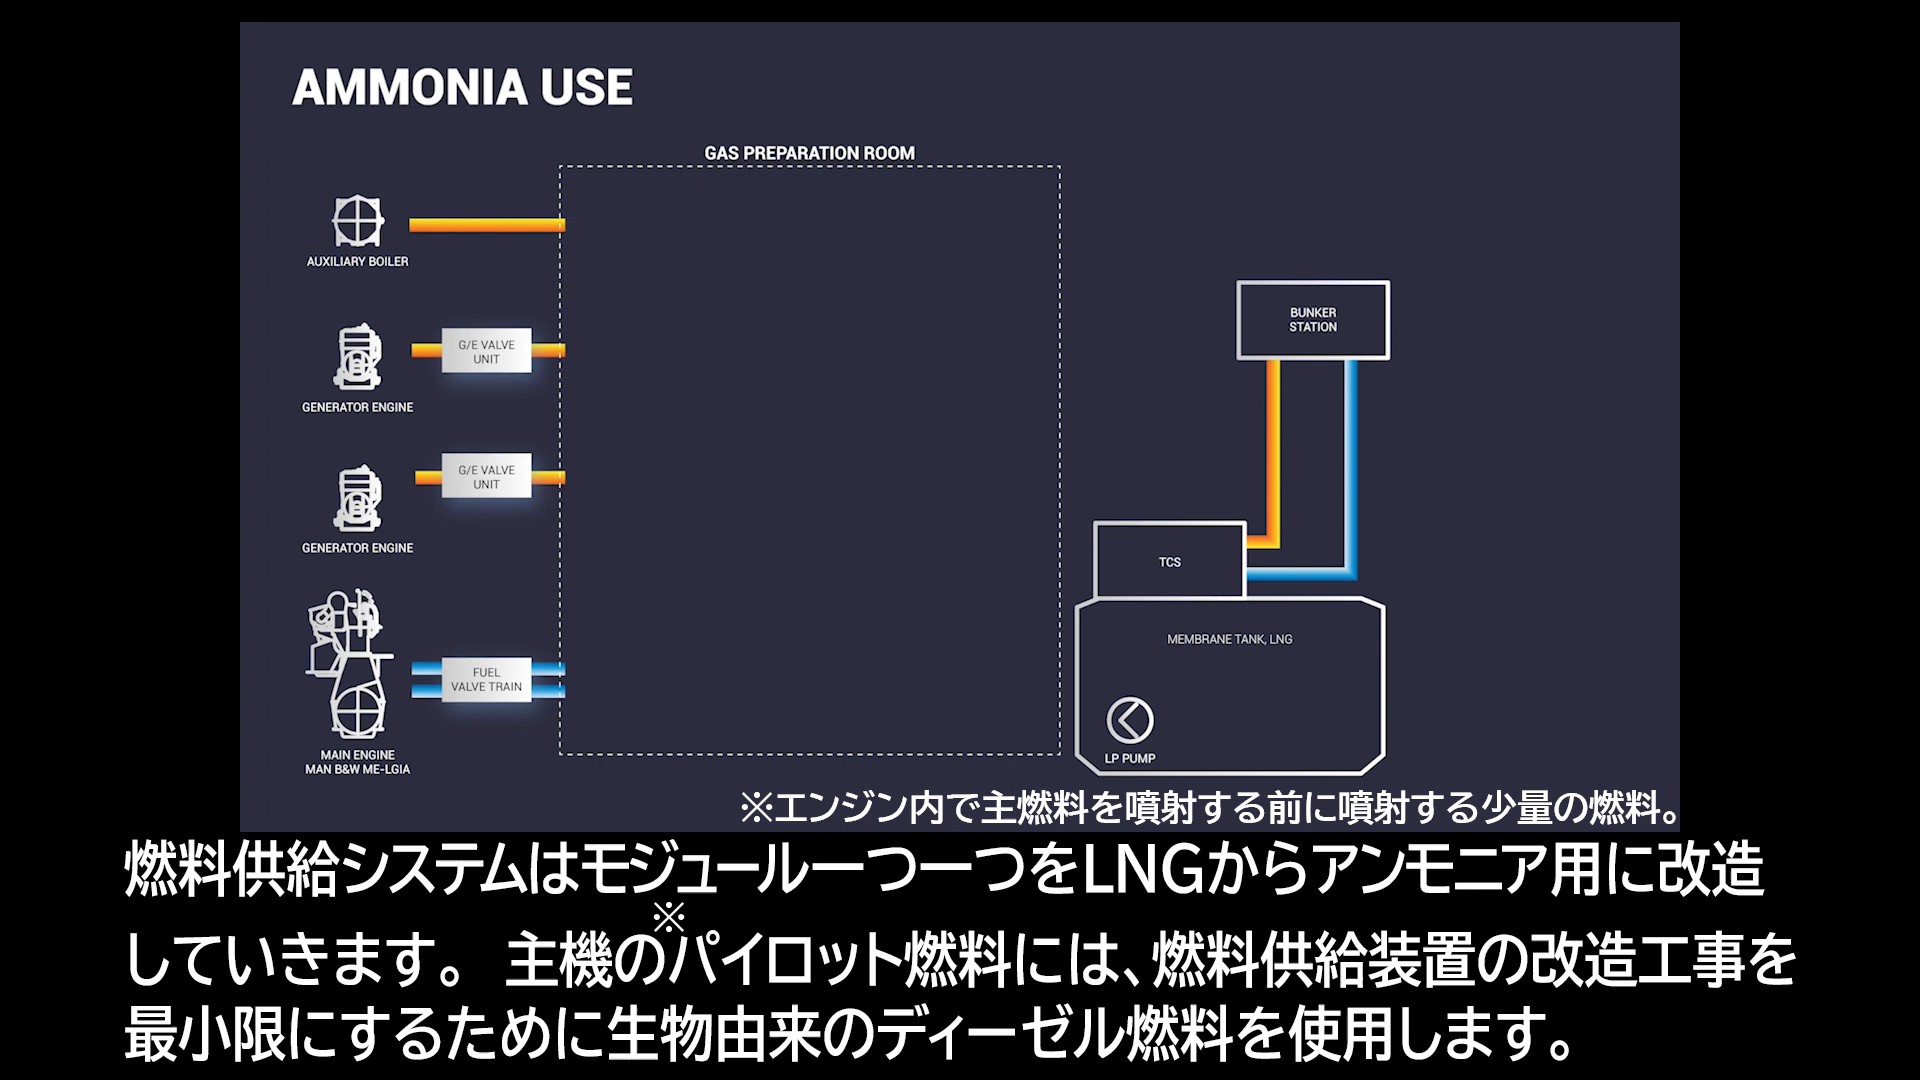 AMMONIA USE
GAS PREPARATION ROOM
AUXILIARY BOILER
G/E VALVE
UNIT
GENERATOR ENGINE
G/E VALVE
UNIT
GENERATOR ENGINE
FUEL
VALVE TRAIN
MAIN ENGINE
MAN B&W ME-LGIA
BUNKER
STATION
TCS
MEMBRANE TANK, LNG
LP PUMP
※エンジン内で主燃料を噴射する前に噴射する少量の燃料。
燃料供給システムはモジュール一つ一つをLNGからアンモニア用に改造
していきます。 主機の※パイロット燃料には、燃料供給装置の改造工事を
最小限にするために生物由来のディーゼル燃料を使用します。